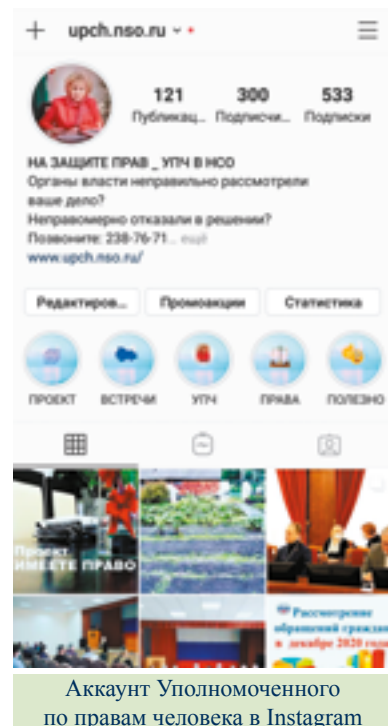 upch.nso.ru
121 300 533
Публикац... Подписчи... Подписки
НА ЗАЩИТЕ ПРАВ _ УПЧ В НСО
Органы власти неправильно рассмотрели
ваше дело?
Неправомерно отказали в решении?
Позвоните: 238-76-71... ещё
www.upch.nso.ru/
Редактиров... Промоакции Статистика
ПРОЕКТ ВСТРЕЧИ УПЧ ПРАВА ПОЛЕЗНО
Проект
ИМЕЕТЕ ПРАВО
Рассмотрение
обращений граждан
в декабре 2020 года
Аккаунт Уполномоченного
по правам человека в Instagram